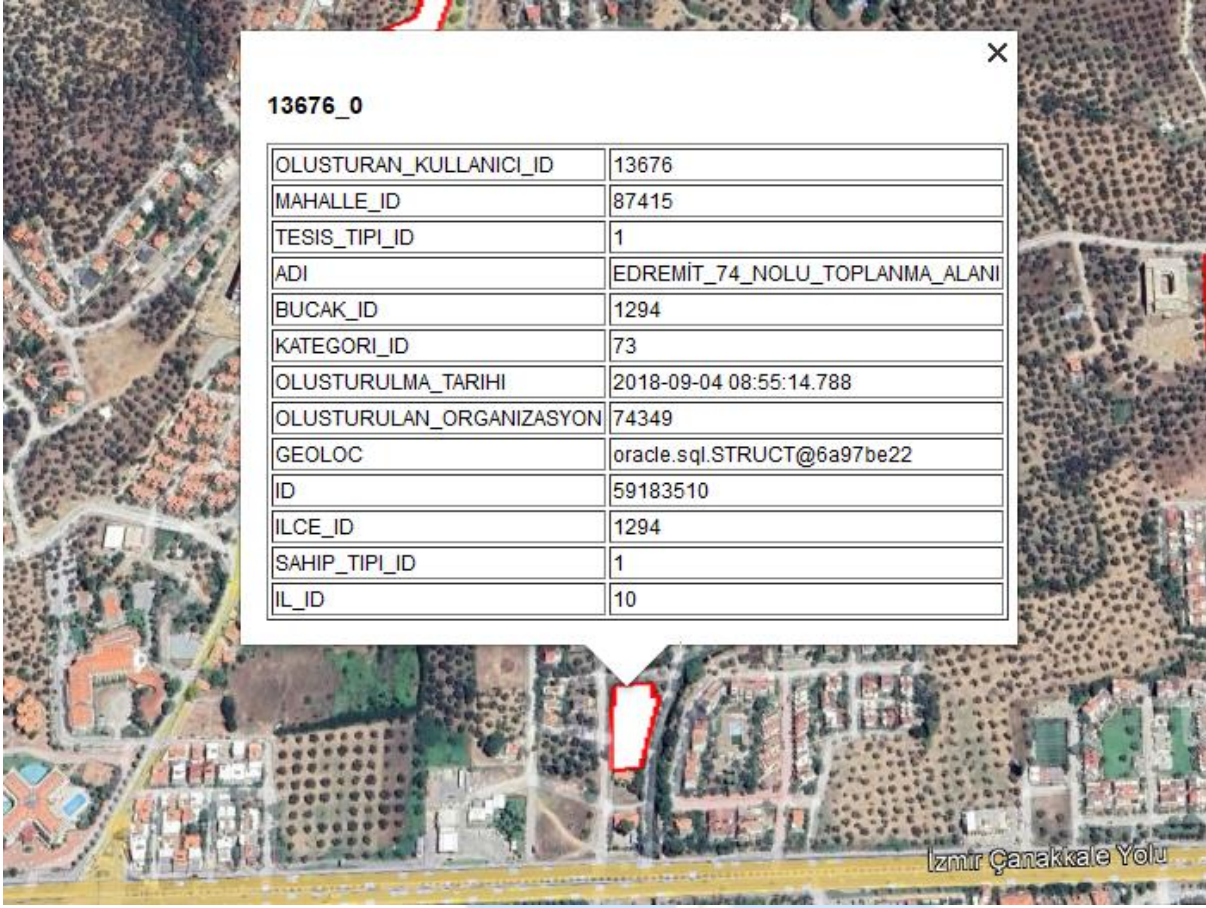 13676_0
OLUSTURAN_KULLANICI_ID 13676
MAHALLE_ID 87415
TESIS_TIPI_ID 1
ADI EDREMİT_74_NOLU_TOPLANMA_ALANI
BUCAK_ID 1294
KATEGORI_ID 73
OLUSTURULMA_TARIHI 2018-09-04 08:55:14.788
OLUSTURULAN_ORGANIZASYON 74349
GEOLOC oracle.sql.STRUCT@6a97be22
ID 59183510
ILCE_ID 1294
SAHIP_TIPI_ID 1
IL_ID 10
İzmir Çanakkale Yolu